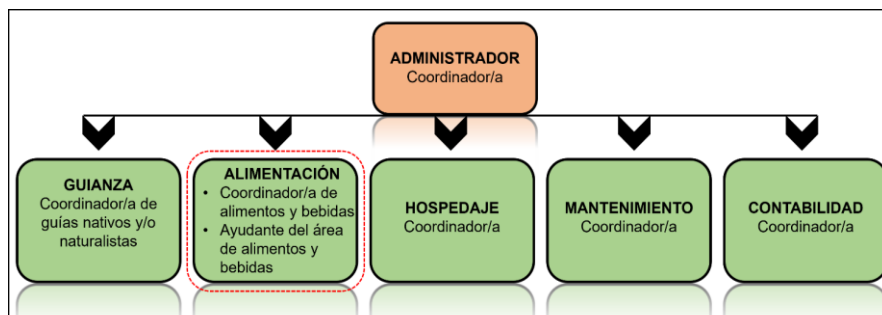 ADMINISTRADOR
Coordinador/a
GUIANZA
Coordinador/a de
guías nativos y/o
naturalistas
ALIMENTACIÓN
• Coordinador/a de
alimentos y bebidas
• Ayudante del área
de alimentos y
bebidas
HOSPEDAJE
Coordinador/a
MANTENIMIENTO
Coordinador/a
CONTABILIDAD
Coordinador/a